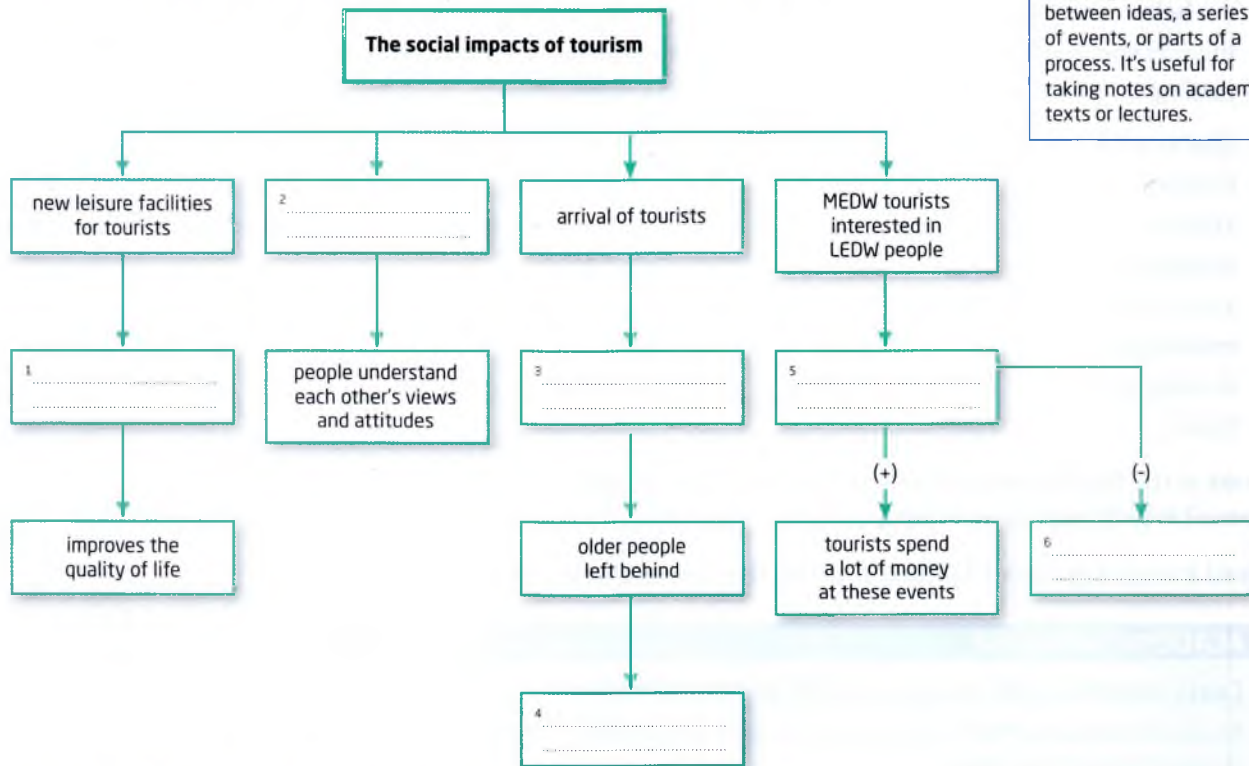 between ideas, a series
of events, or parts of a
process. It's useful for
taking notes on academ
texts or lectures.
The social impacts of tourism
new leisure facilities
for tourists
2
arrival of tourists
MEDW tourists
interested in
LEDW people
1
people understand
each other's views
and attitudes
3
5
(+)
(-)
improves the
quality of life
older people
left behind
tourists spend
a lot of money
at these events
6
4